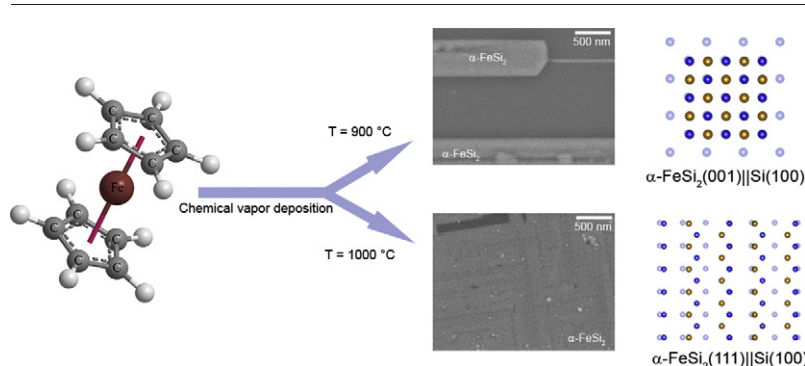 500 nm
α-FeSi₂
α-FeSi₂
α-FeSi₂(001)||Si(100)
T = 900 °C
C C C C C
Fe
Chemical vapor deposition
C C C C C
T = 1000 °C
500 nm
α-FeSi₂
α-FeSi₂(111)||Si(100)